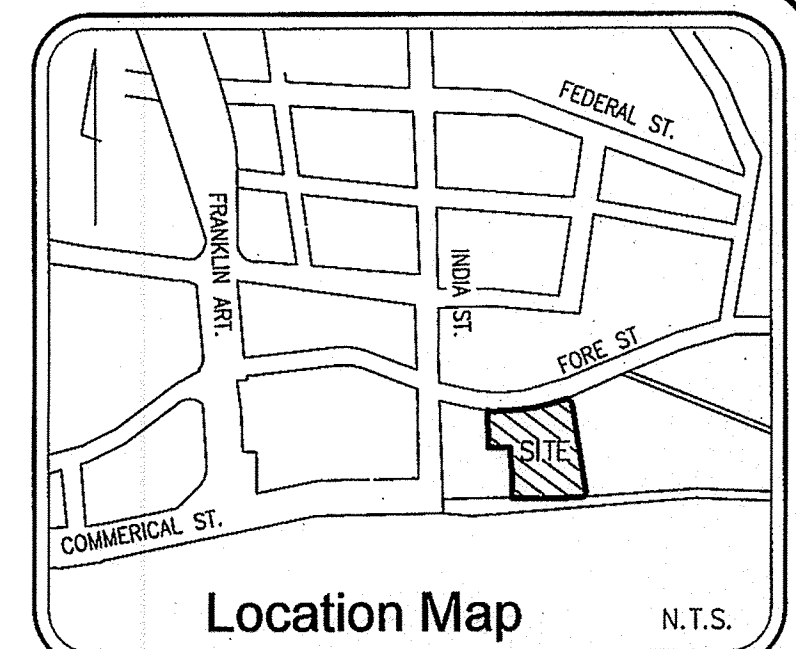 FEDERAL ST.
FRANKLIN ART.
INDIA ST.
FORE ST
SITE
COMMERICAL ST.
Location Map
N.T.S.